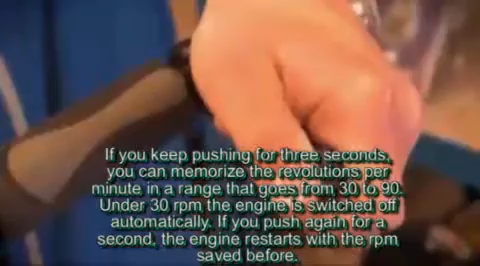 If you keep pushing for three seconds,
you can memorize the revolutions per
minute in a range that goes from 30 to 90.
Under 30 rpm the engine is switched off
automatically. If you push again for a
second, the engine restarts with the rpm
saved before.